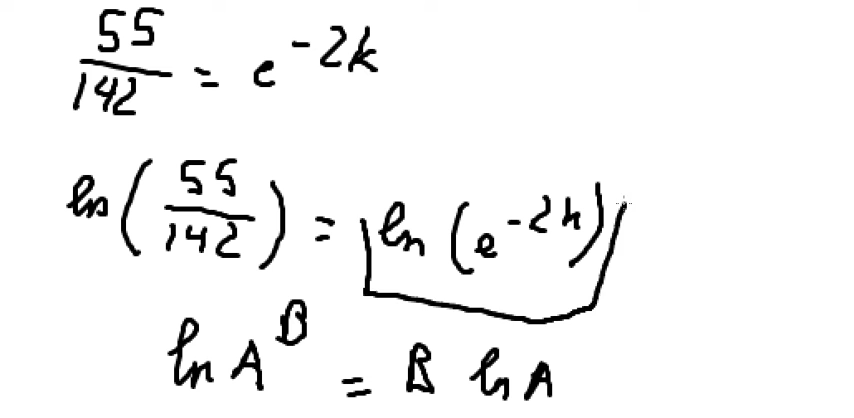 55/142 = e^-2k
ln(55/142) = ln(e^-2k)
ln A^B = B ln A